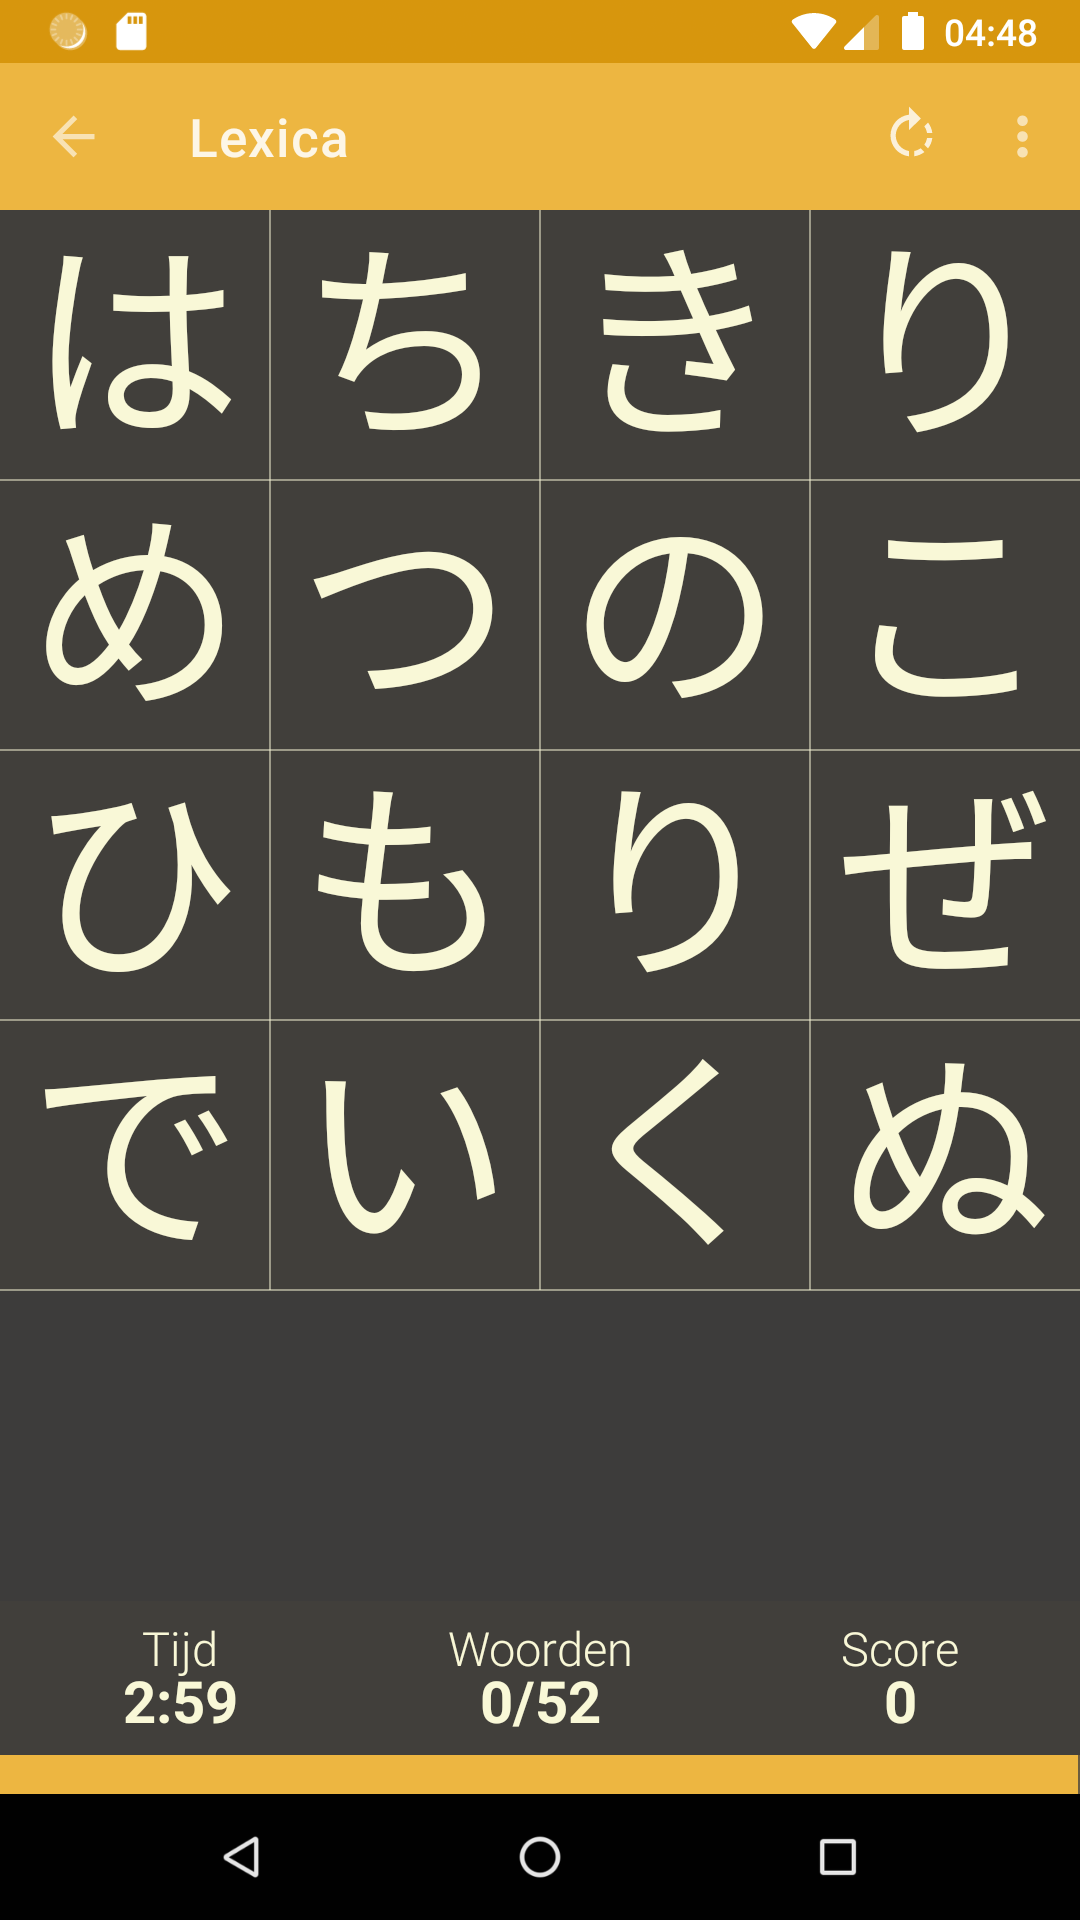 04:48
Lexica
は ち き り
め つ の こ
ひ も り ぜ
で い く ぬ
Tijd Woorden Score
2:59 0/52 0